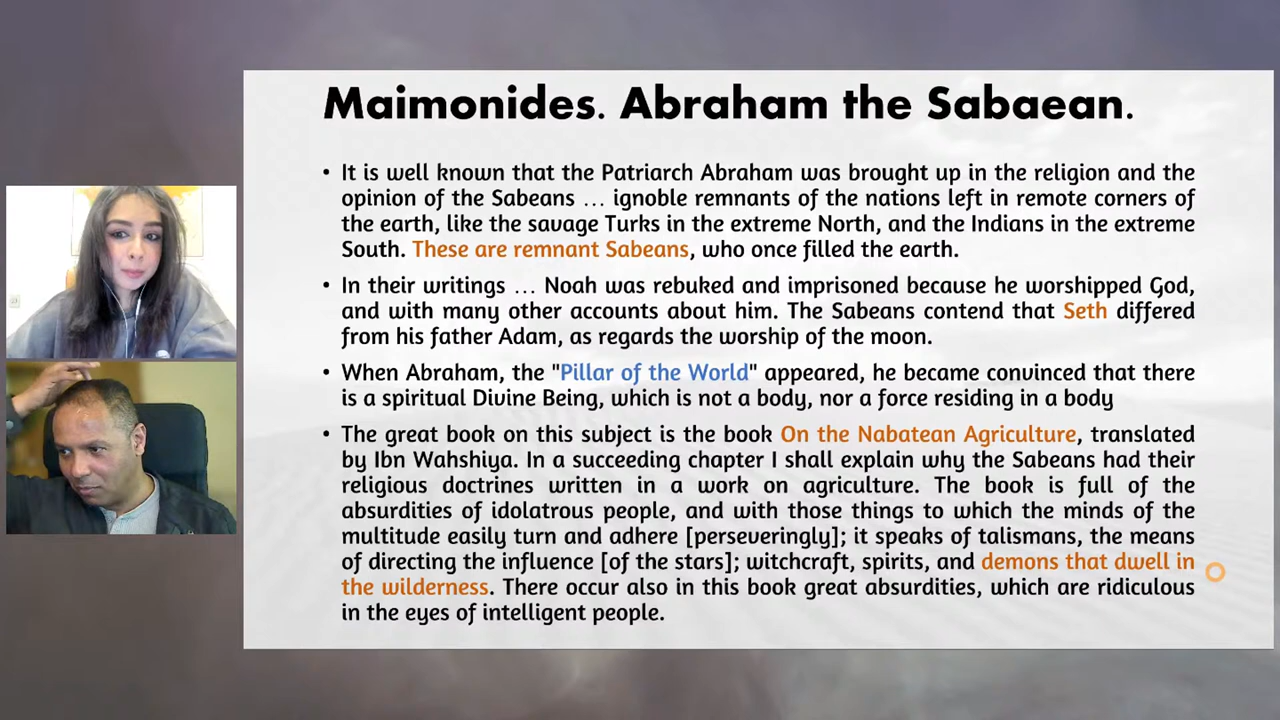 Maimonides. Abraham the Sabaean.
• It is well known that the Patriarch Abraham was brought up in the religion and the
opinion of the Sabeans ... ignoble remnants of the nations left in remote corners of
the earth, like the savage Turks in the extreme North, and the Indians in the extreme
South. These are remnant Sabeans, who once filled the earth.
• In their writings ... Noah was rebuked and imprisoned because he worshipped God,
and with many other accounts about him. The Sabeans contend that Seth differed
from his father Adam, as regards the worship of the moon.
• When Abraham, the "Pillar of the World" appeared, he became convinced that there
is a spiritual Divine Being, which is not a body, nor a force residing in a body
• The great book on this subject is the book On the Nabatean Agriculture, translated
by Ibn Wahshiya. In a succeeding chapter I shall explain why the Sabeans had their
religious doctrines written in a work on agriculture. The book is full of the
absurdities of idolatrous people, and with those things to which the minds of the
multitude easily turn and adhere [perseveringly]; it speaks of talismans, the means
of directing the influence [of the stars]; witchcraft, spirits, and demons that dwell in
the wilderness. There occur also in this book great absurdities, which are ridiculous
in the eyes of intelligent people.